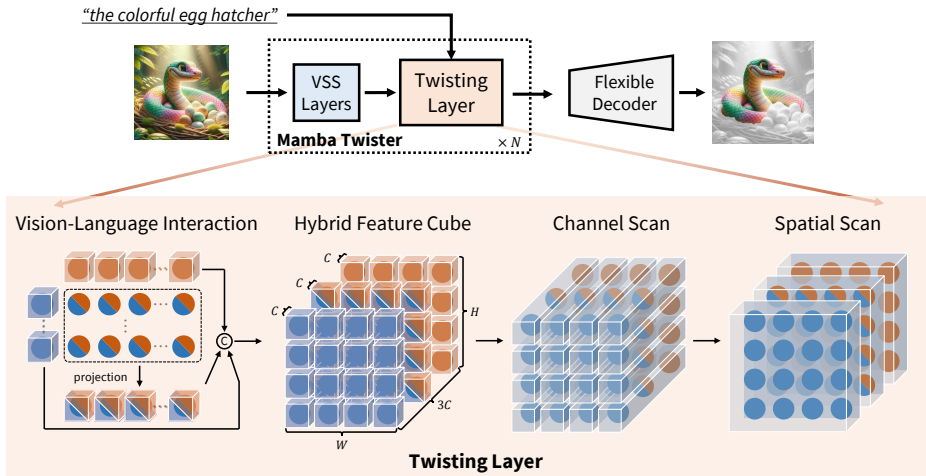 "the colorful egg hatcher"
VSS
Layers
Twisting
Layer
Flexible
Decoder
Mamba Twister
× N
Vision-Language Interaction
Hybrid Feature Cube
Channel Scan
Spatial Scan
C
C
C
H
C
projection
3C
W
Twisting Layer